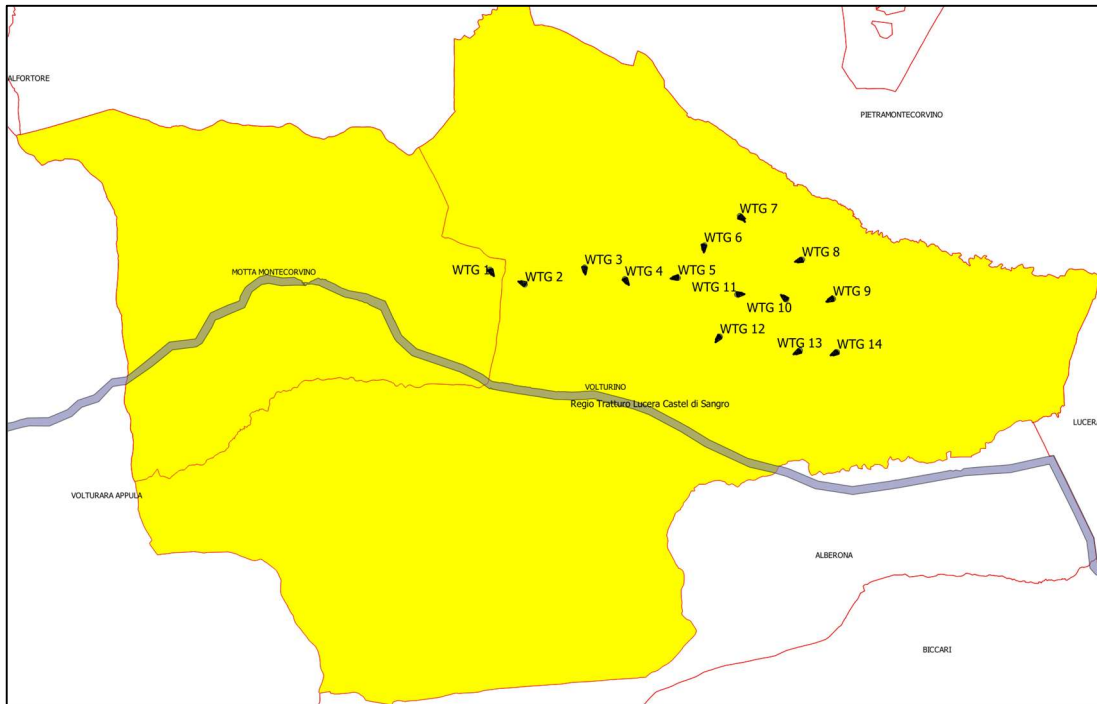 ALFORTORE
PIETRAMONTECORVINO
WTG 7
WTG 6
WTG 8
WTG 3
WTG 1
MOTTA MONTECORVINO
WTG 4
WTG 5
WTG 2
WTG 11
WTG 9
WTG 10
WTG 12
WTG 13
WTG 14
VOLTURINO
Regio Tratturo Lucera Castel di Sangro
LUCERA
VOLTURARA APPULA
ALBERONA
BICCARI